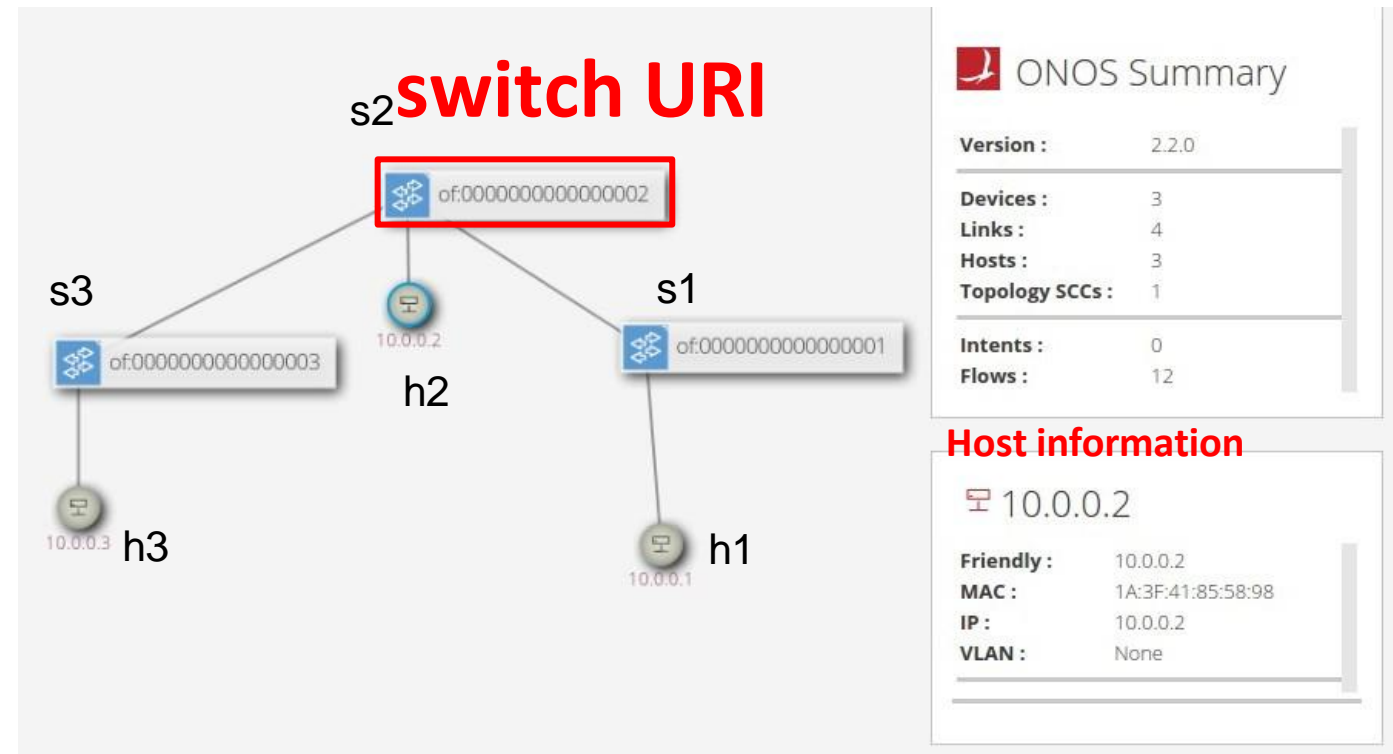 s2 switch URI
of:0000000000000002
s3
s1
10.0.0.2
of:0000000000000003
of:0000000000000001
h2
10.0.0.3
h3
h1
10.0.0.1
ONOS Summary
Version : 2.2.0
Devices : 3
Links : 4
Hosts : 3
Topology SCCs : 1
Intents : 0
Flows : 12
Host information
10.0.0.2
Friendly : 10.0.0.2
MAC : 1A:3F:41:85:58:98
IP : 10.0.0.2
VLAN : None